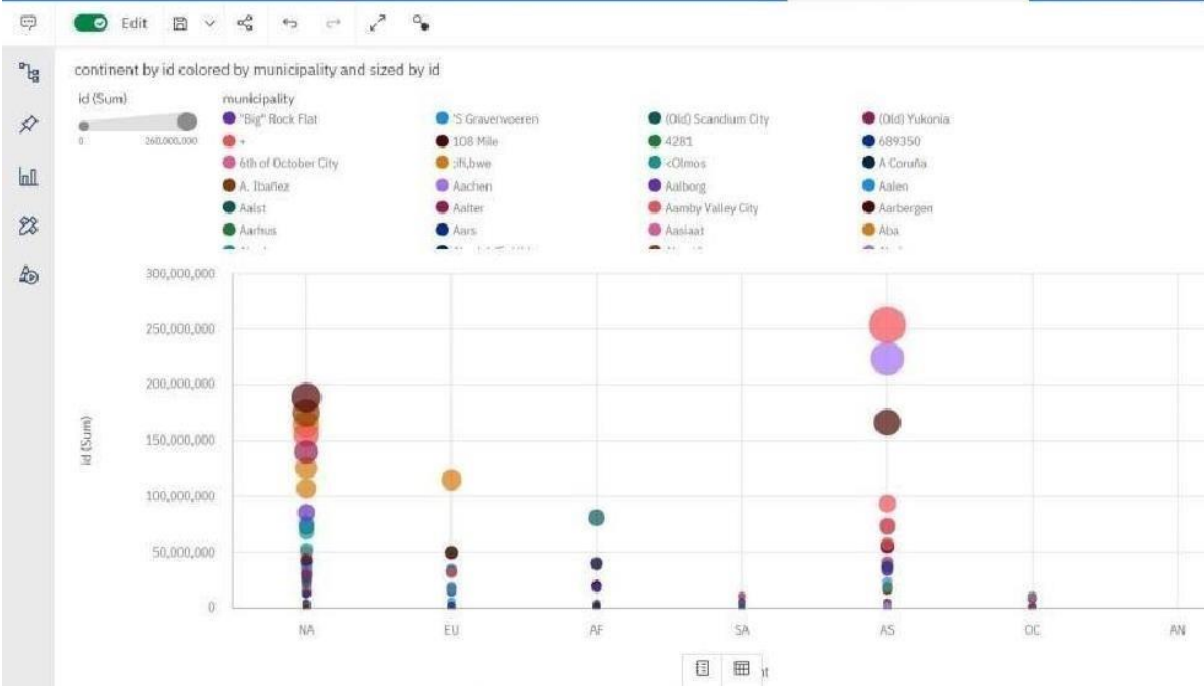 Edit
continent by id colored by municipality and sized by id
id (Sum)
0 260,000,000
municipality
"Big" Rock Flat 'S Gravenvoeren (Old) Scandium City (Old) Yukonia
+ 108 Mile 4281 689350
6th of October City ;ifi,bwe <Olmos A Coruña
A. Ibañez Aachen Aalborg Aalen
Aalst Aalter Aamby Valley City Aarbergen
Aarhus Aars Aasiaat Aba
300,000,000
250,000,000
200,000,000
150,000,000
100,000,000
50,000,000
0
id (Sum)
NA EU AF SA AS OC AN